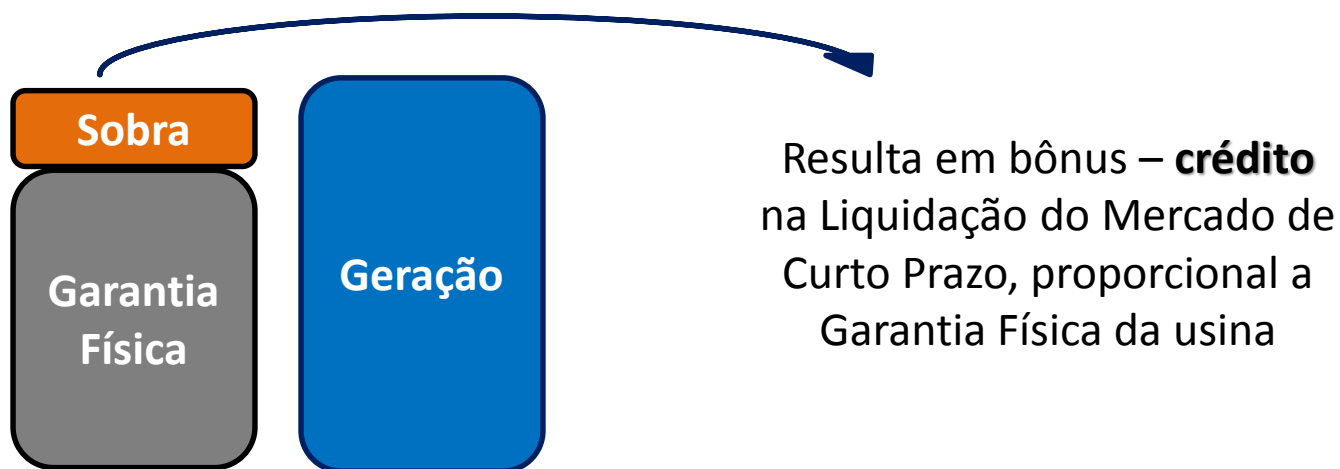 Sobra
Garantia
Física
Geração
Resulta em bônus – crédito
na Liquidação do Mercado de
Curto Prazo, proporcional a
Garantia Física da usina